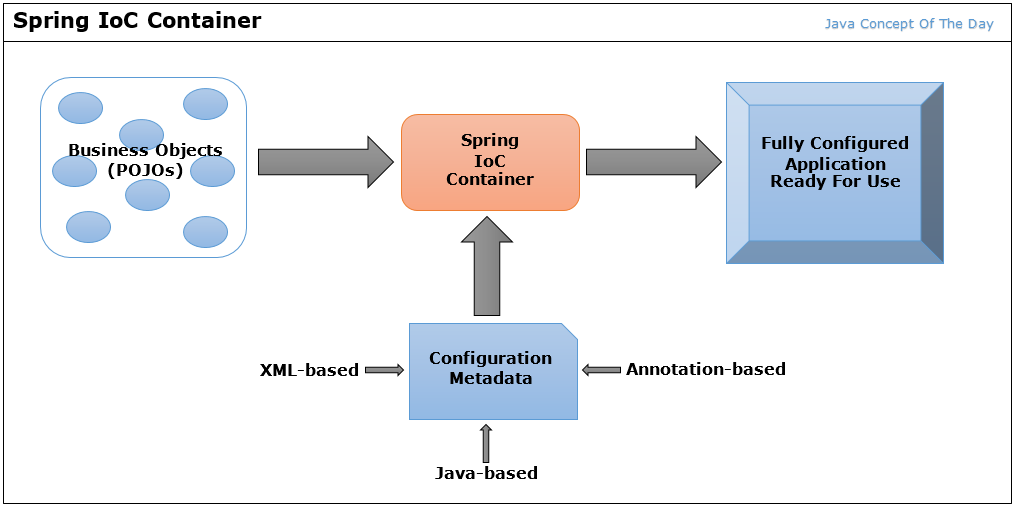 Spring IoC Container
Java Concept Of The Day
Business Objects
(POJOs)
Spring
IoC
Container
Fully Configured
Application
Ready For Use
Configuration
Metadata
XML-based
Annotation-based
Java-based